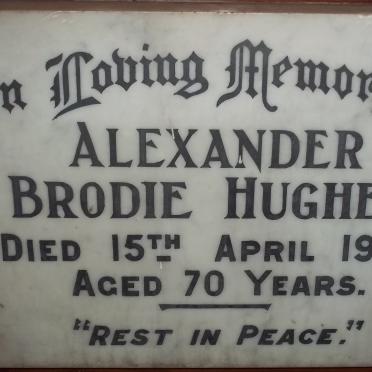 n Loving Memor
ALEXANDER
BRODIE HUGHE
DIED 15TH APRIL 19
AGED 70 YEARS.
"REST IN PEACE."